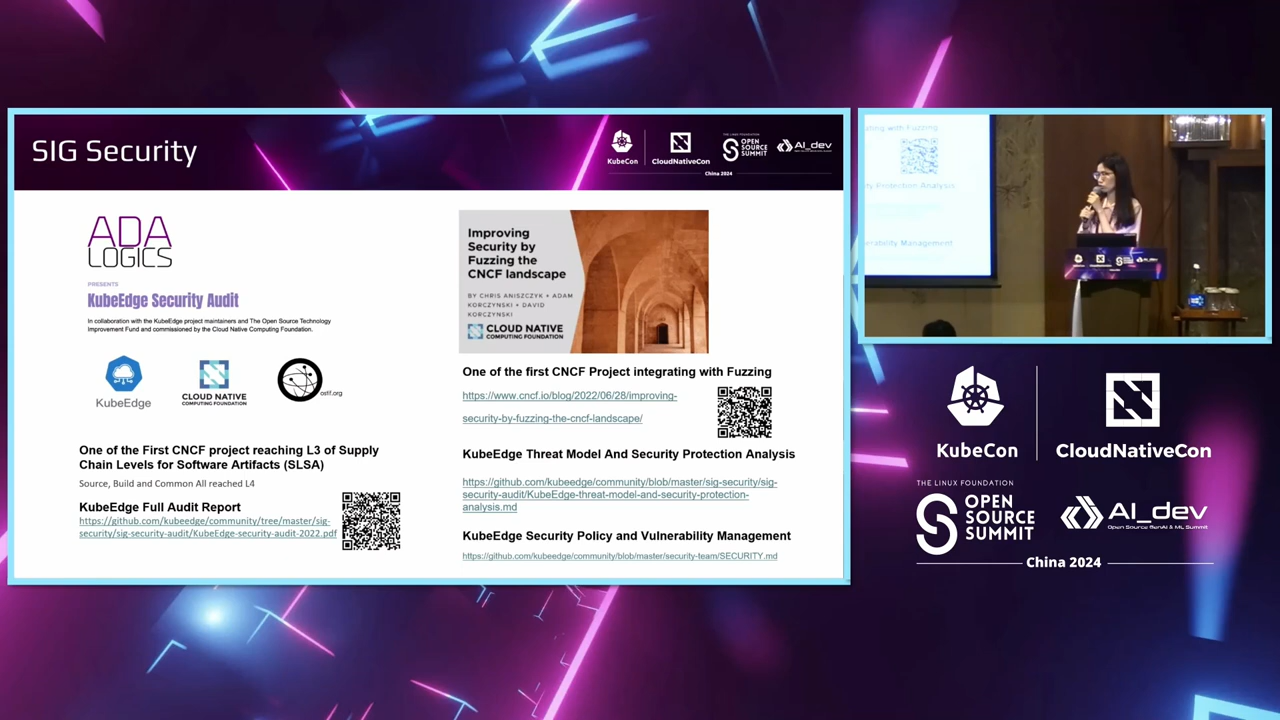 SIG Security
KubeCon
CloudNativeCon
THE LINUX FOUNDATION
OPEN
SOURCE
SUMMIT
AI_dev
China 2024
ADA
LOGICS
PRESENTS
KubeEdge Security Audit
In collaboration with the KubeEdge project maintainers and The Open Source Technology
Improvement Fund and commissioned by the Cloud Native Computing Foundation.
KubeEdge
CLOUD NATIVE
COMPUTING FOUNDATION
ostif.org
One of the First CNCF project reaching L3 of Supply
Chain Levels for Software Artifacts (SLSA)
Source, Build and Common All reached L4
KubeEdge Full Audit Report
https://github.com/kubeedge/community/tree/master/sig-
security/sig-security-audit/KubeEdge-security-audit-2022.pdf
Improving
Security by
Fuzzing the
CNCF landscape
BY CHRIS ANISZCZYK + ADAM
KORCZYNSKI + DAVID
KORCZYNSKI
CLOUD NATIVE
COMPUTING FOUNDATION
One of the first CNCF Project integrating with Fuzzing
https://www.cncf.io/blog/2022/06/28/improving-
security-by-fuzzing-the-cncf-landscape/
KubeEdge Threat Model And Security Protection Analysis
https://github.com/kubeedge/community/blob/master/sig-security/sig-
security-audit/KubeEdge-threat-model-and-security-protection-
analysis.md
KubeEdge Security Policy and Vulnerability Management
https://github.com/kubeedge/community/blob/master/security-team/SECURITY.md
with Fuzzing
Protection Analysis
Management
KubeCon
CloudNativeCon
THE LINUX FOUNDATION
OPEN
SOURCE
SUMMIT
AI_dev
Open Source GenAI & ML Summit
China 2024